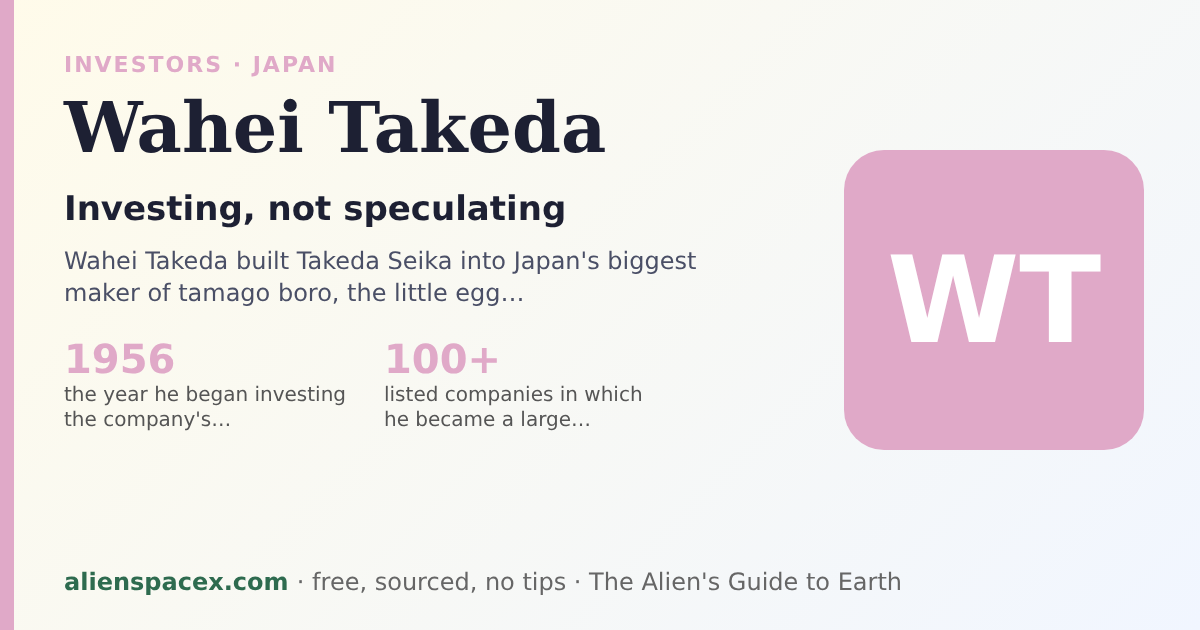 INVESTORS · JAPAN
Wahei Takeda
Investing, not speculating
Wahei Takeda built Takeda Seika into Japan's biggest
maker of tamago boro, the little egg…
1956
the year he began investing
the company's…
100+
listed companies in which
he became a large…
WT
alienspacex.com · free, sourced, no tips · The Alien's Guide to Earth